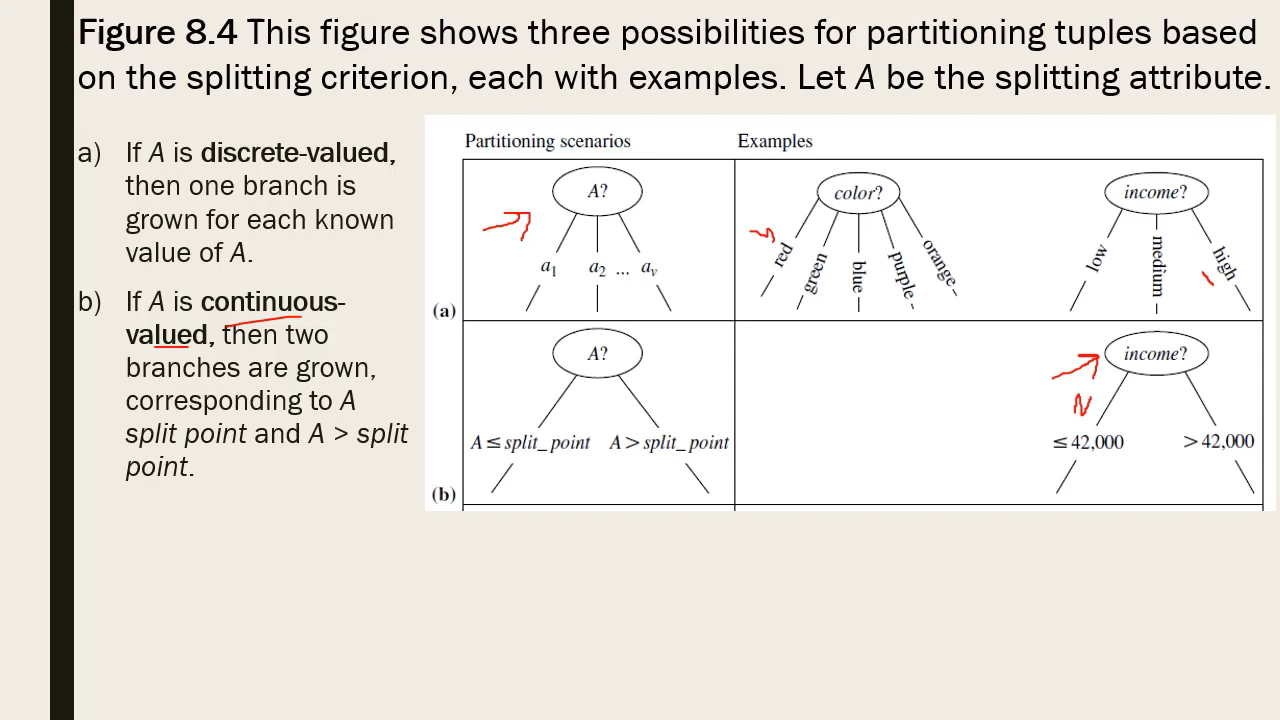 Figure 8.4 This figure shows three possibilities for partitioning tuples based
on the splitting criterion, each with examples. Let A be the splitting attribute.
a) If A is discrete-valued,
then one branch is
grown for each known
value of A.
b) If A is continuous-
valued, then two
branches are grown,
corresponding to A
split point and A > split
point.
Partitioning scenarios Examples
A? color? income?
a1 a2 ... av red green blue purple orange low medium high
(a)
A? income?
N
A ≤ split_point A > split_point ≤ 42,000 > 42,000
(b)